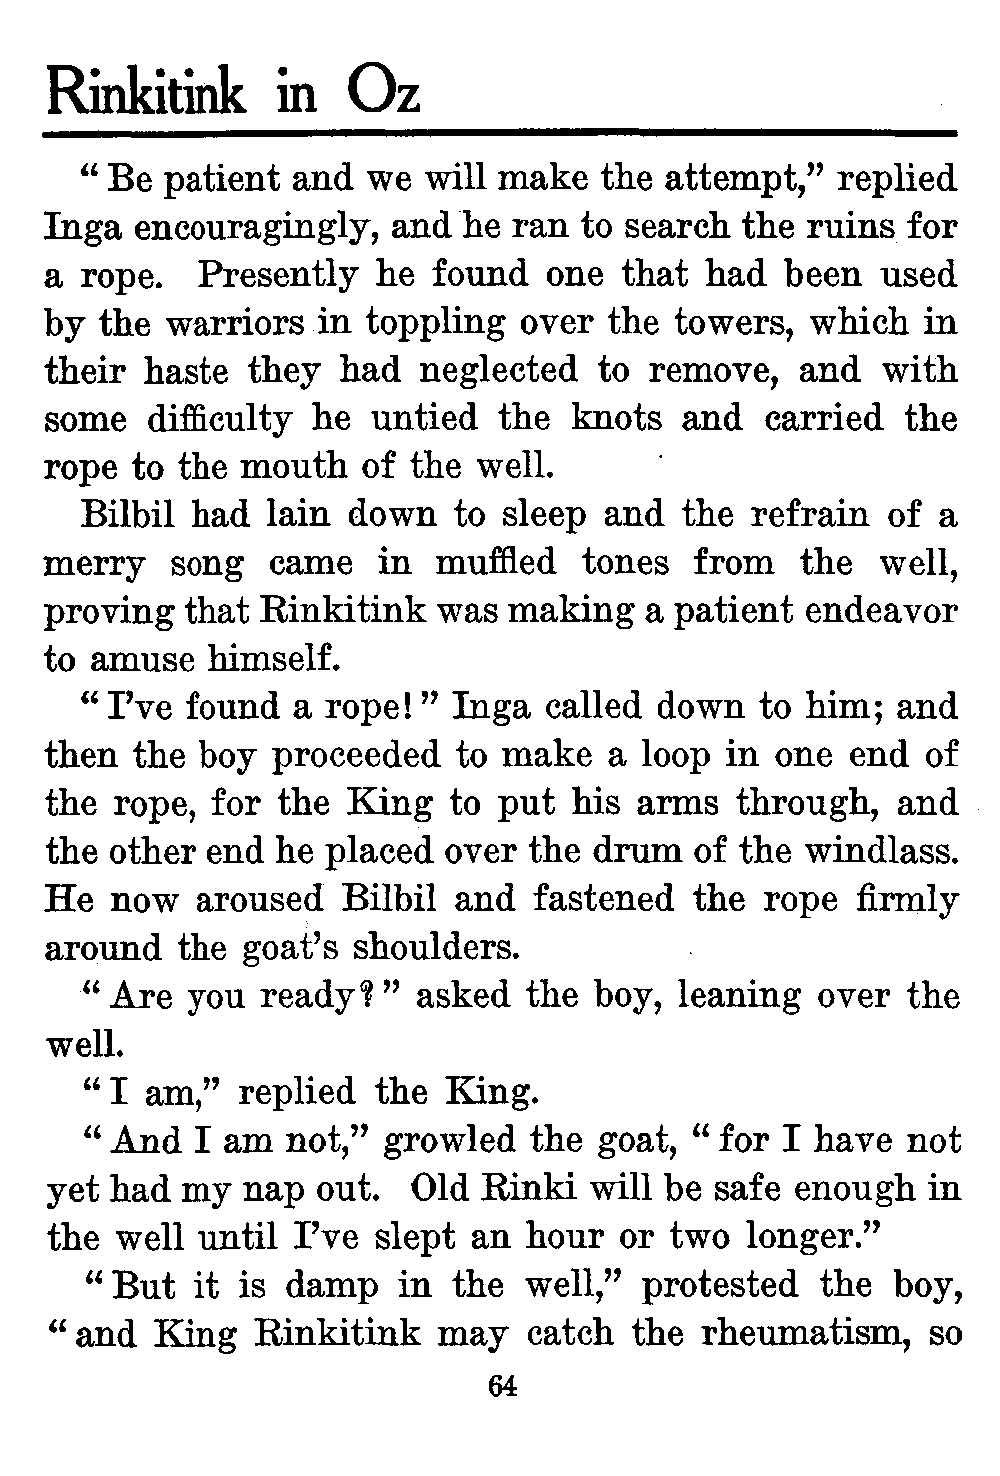 Rinkitink in Oz
“ Be patient and we will make the attempt,” replied
Inga encouragingly, and he ran to search the ruins for
a rope. Presently he found one that had been used
by the warriors in toppling over the towers, which in
their haste they had neglected to remove, and with
some difficulty he untied the knots and carried the
rope to the mouth of the well.
Bilbil had lain down to sleep and the refrain of a
merry song came in muffled tones from the well,
proving that Rinkitink was making a patient endeavor
to amuse himself.
“ I’ve found a rope! ” Inga called down to him; and
then the boy proceeded to make a loop in one end of
the rope, for the King to put his arms through, and
the other end he placed over the drum of the windlass.
He now aroused Bilbil and fastened the rope firmly
around the goat’s shoulders.
“ Are you ready? ” asked the boy, leaning over the
well.
“ I am,” replied the King.
“ And I am not,” growled the goat, “ for I have not
yet had my nap out. Old Rinki will be safe enough in
the well until I’ve slept an hour or two longer.”
“ But it is damp in the well,” protested the boy,
“ and King Rinkitink may catch the rheumatism, so
64